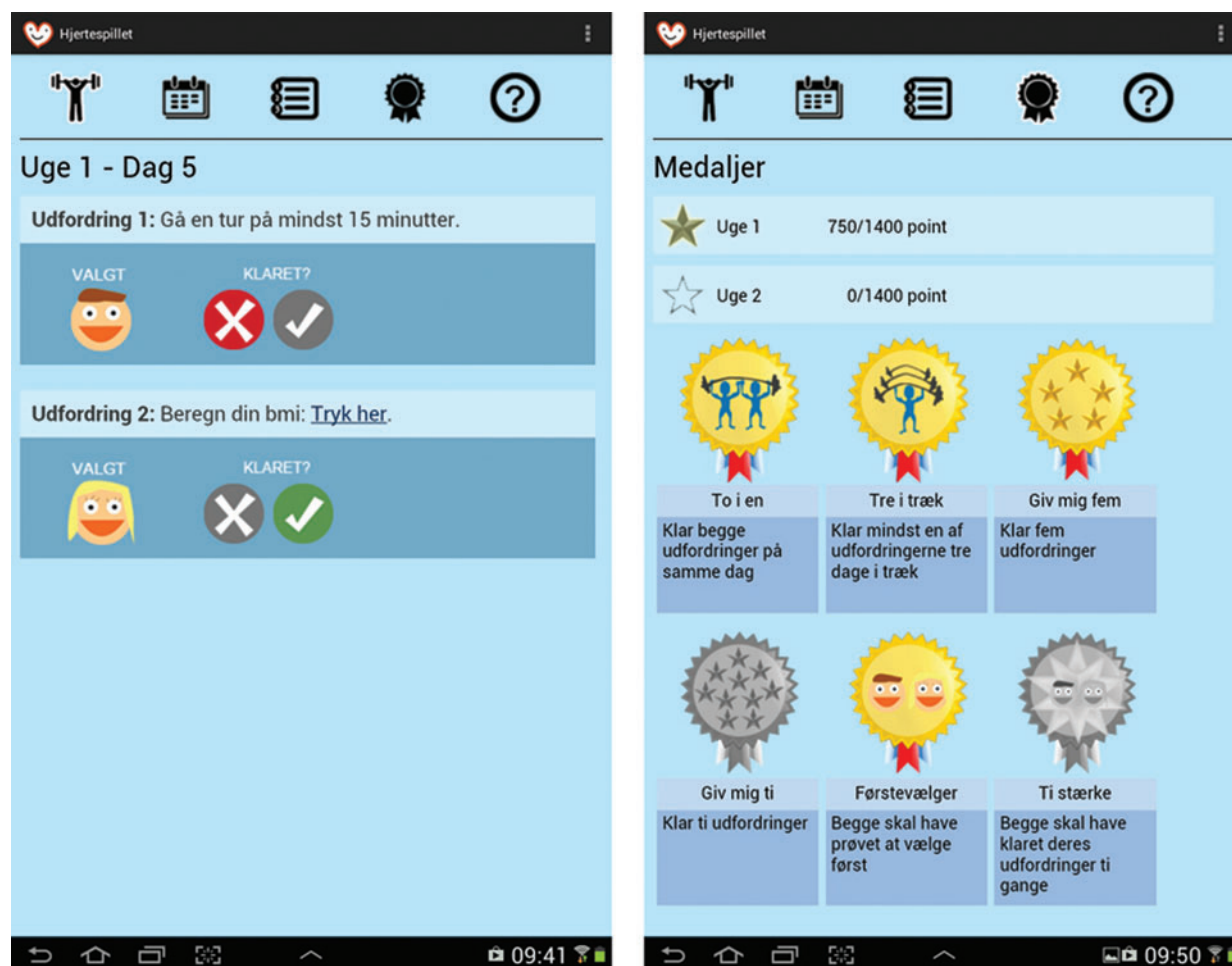 Hjertespillet
Uge 1 - Dag 5
Udfordring 1: Gå en tur på mindst 15 minutter.
VALGT KLARET?
Udfordring 2: Beregn din bmi: Tryk her.
VALGT KLARET?
09:41
Hjertespillet
Medaljer
Uge 1 750/1400 point
Uge 2 0/1400 point
To i en
Klar begge
udfordringer på
samme dag
Tre i træk
Klar mindst en af
udfordringerne tre
dage i træk
Giv mig fem
Klar fem
udfordringer
Giv mig ti
Klar ti udfordringer
Førstevælger
Begge skal have
prøvet at vælge
først
Ti stærke
Begge skal have
klaret deres
udfordringer ti
gange
09:50